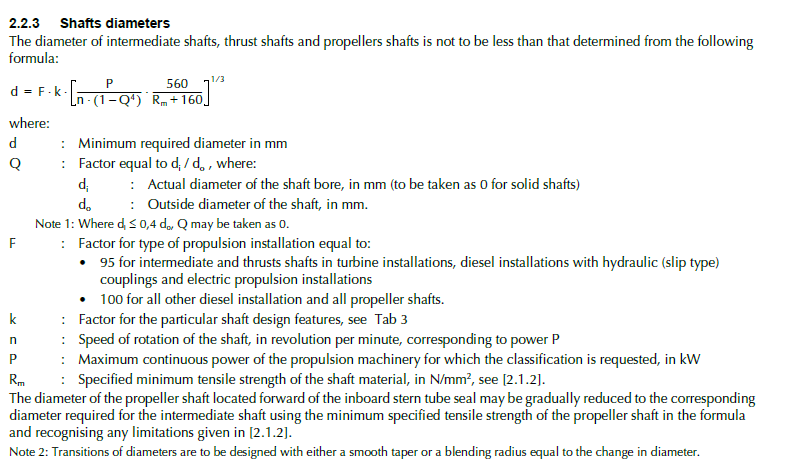 2.2.3 Shafts diameters
The diameter of intermediate shafts, thrust shafts and propellers shafts is not to be less than that determined from the following
formula:
d = F · k · [P / (n · (1 – Q⁴)) · 560 / (Rₘ + 160)]^1/3
where:
d : Minimum required diameter in mm
Q : Factor equal to dᵢ / dₒ , where:
dᵢ : Actual diameter of the shaft bore, in mm (to be taken as 0 for solid shafts)
dₒ : Outside diameter of the shaft, in mm.
Note 1: Where dᵢ ≤ 0,4 dₒ, Q may be taken as 0.
F : Factor for type of propulsion installation equal to:
• 95 for intermediate and thrusts shafts in turbine installations, diesel installations with hydraulic (slip type)
couplings and electric propulsion installations
• 100 for all other diesel installation and all propeller shafts.
k : Factor for the particular shaft design features, see Tab 3
n : Speed of rotation of the shaft, in revolution per minute, corresponding to power P
P : Maximum continuous power of the propulsion machinery for which the classification is requested, in kW
Rₘ : Specified minimum tensile strength of the shaft material, in N/mm², see [2.1.2].
The diameter of the propeller shaft located forward of the inboard stern tube seal may be gradually reduced to the corresponding
diameter required for the intermediate shaft using the minimum specified tensile strength of the propeller shaft in the formula
and recognising any limitations given in [2.1.2].
Note 2: Transitions of diameters are to be designed with either a smooth taper or a blending radius equal to the change in diameter.